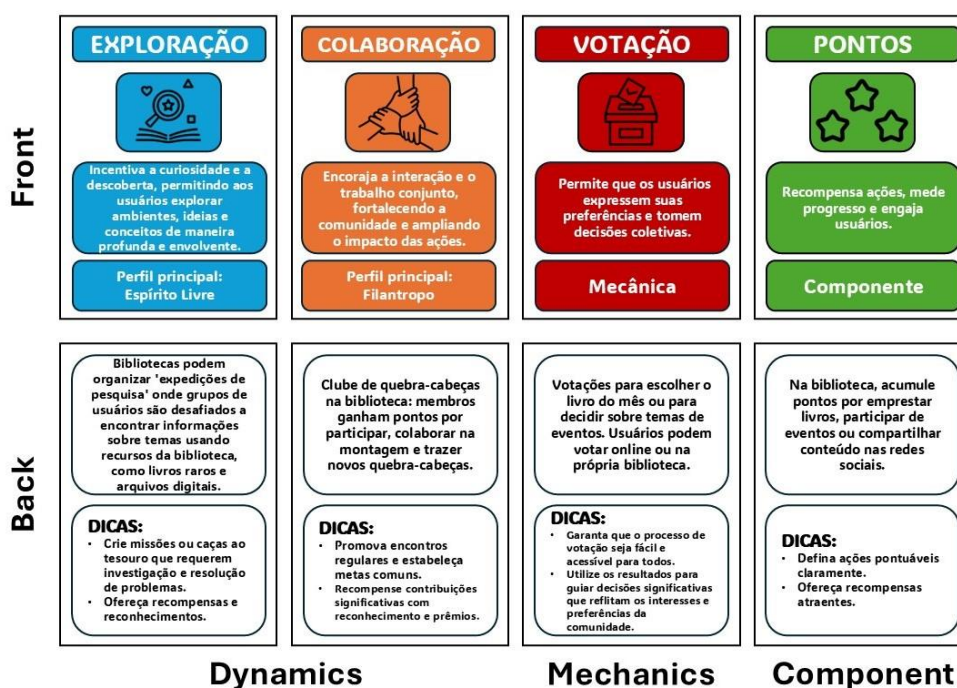 Front
EXPLORAÇÃO
Incentiva a curiosidade e a
descoberta, permitindo aos
usuários explorar
ambientes, ideias e
conceitos de maneira
profunda e envolvente.
Perfil principal:
Espírito Livre
COLABORAÇÃO
Encoraja a interação e o
trabalho conjunto,
fortalecendo a
comunidade e ampliando
o impacto das ações.
Perfil principal:
Filantropo
VOTAÇÃO
Permite que os usuários
expressem suas
preferências e tomem
decisões coletivas.
Mecânica
PONTOS
Recompensa ações, mede
progresso e engaja
usuários.
Componente
Back
Bibliotecas podem
organizar 'expedições de
pesquisa' onde grupos de
usuários são desafiados a
encontrar informações
sobre temas usando
recursos da biblioteca,
como livros raros e
arquivos digitais.
DICAS:
• Crie missões ou caças ao
tesouro que requerem
investigação e resolução
de problemas.
• Ofereça recompensas e
reconhecimentos.
Clube de quebra-cabeças
na biblioteca: membros
ganham pontos por
participar, colaborar na
montagem e trazer
novos quebra-cabeças.
DICAS:
• Promova encontros
regulares e estabeleça
metas comuns.
• Recompense contribuições
significativas com
reconhecimento e prêmios.
Votações para escolher o
livro do mês ou para
decidir sobre temas de
eventos. Usuários podem
votar online ou na
própria biblioteca.
DICAS:
• Garanta que o processo de
votação seja fácil e
acessível para todos.
• Utilize os resultados para
guiar decisões significativas
que reflitam os interesses e
preferências da
comunidade.
Na biblioteca, acumule
pontos por emprestar
livros, participar de
eventos ou compartilhar
conteúdo nas redes
sociais.
DICAS:
• Defina ações pontuáveis
claramente.
• Ofereça recompensas
atraentes.
Dynamics
Mechanics
Component